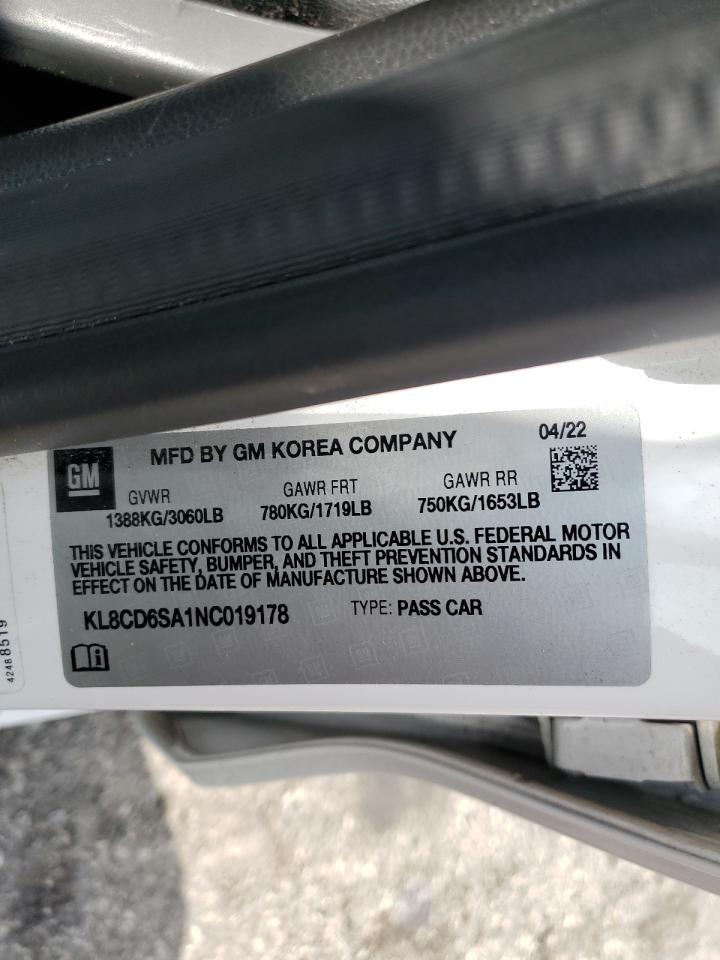 GM
MFD BY GM KOREA COMPANY
04/22
GVWR
1388KG/3060LB
GAWR FRT
780KG/1719LB
GAWR RR
750KG/1653LB
THIS VEHICLE CONFORMS TO ALL APPLICABLE U.S. FEDERAL MOTOR
VEHICLE SAFETY, BUMPER, AND THEFT PREVENTION STANDARDS IN
EFFECT ON THE DATE OF MANUFACTURE SHOWN ABOVE.
KL8CD6SA1NC019178
TYPE: PASS CAR
42488519